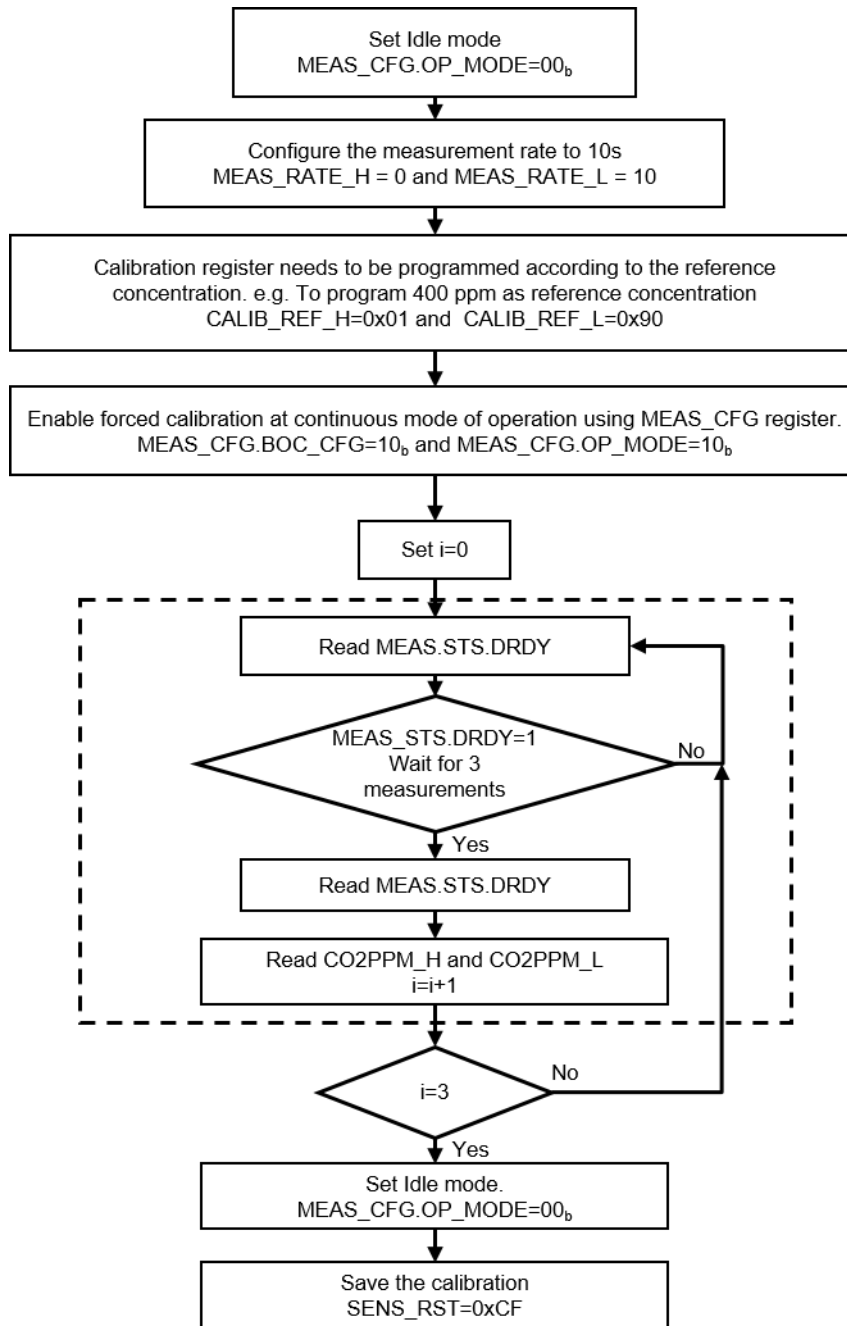 Set Idle mode
MEAS_CFG.OP_MODE=00b
Configure the measurement rate to 10s
MEAS_RATE_H = 0 and MEAS_RATE_L = 10
Calibration register needs to be programmed according to the reference
concentration. e.g. To program 400 ppm as reference concentration
CALIB_REF_H=0x01 and CALIB_REF_L=0x90
Enable forced calibration at continuous mode of operation using MEAS_CFG register.
MEAS_CFG.BOC_CFG=10b and MEAS_CFG.OP_MODE=10b
Set i=0
Read MEAS.STS.DRDY
MEAS_STS.DRDY=1
Wait for 3
measurements
No
Yes
Read MEAS.STS.DRDY
Read CO2PPM_H and CO2PPM_L
i=i+1
i=3
No
Yes
Set Idle mode.
MEAS_CFG.OP_MODE=00b
Save the calibration
SENS_RST=0xCF